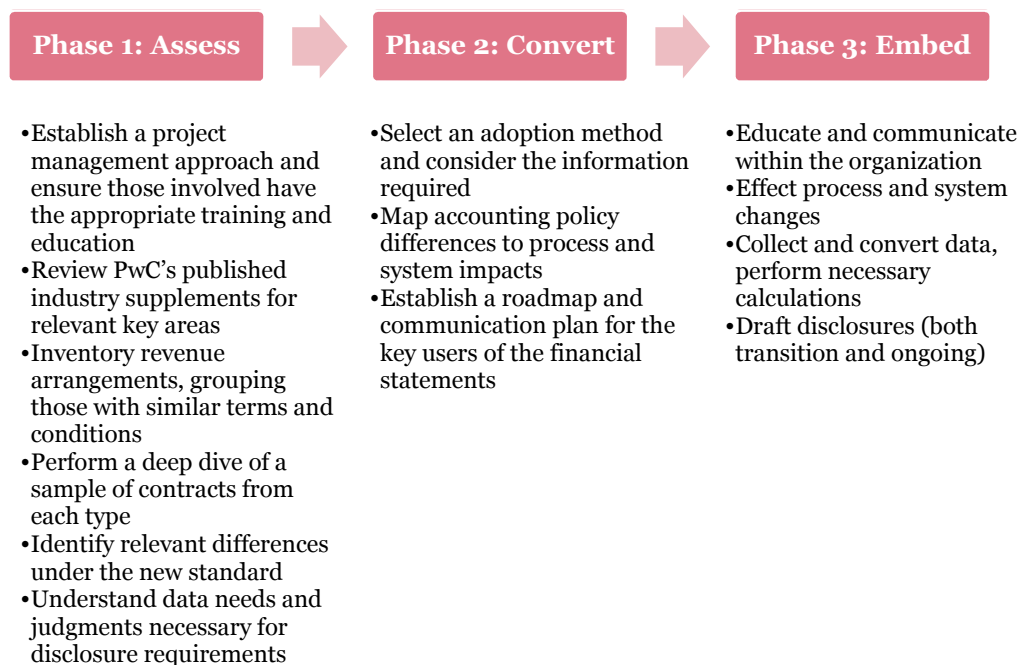 Phase 1: Assess
•Establish a project
management approach and
ensure those involved have
the appropriate training and
education
•Review PwC’s published
industry supplements for
relevant key areas
•Inventory revenue
arrangements, grouping
those with similar terms and
conditions
•Perform a deep dive of a
sample of contracts from
each type
•Identify relevant differences
under the new standard
•Understand data needs and
judgments necessary for
disclosure requirements
Phase 2: Convert
•Select an adoption method
and consider the information
required
•Map accounting policy
differences to process and
system impacts
•Establish a roadmap and
communication plan for the
key users of the financial
statements
Phase 3: Embed
•Educate and communicate
within the organization
•Effect process and system
changes
•Collect and convert data,
perform necessary
calculations
•Draft disclosures (both
transition and ongoing)